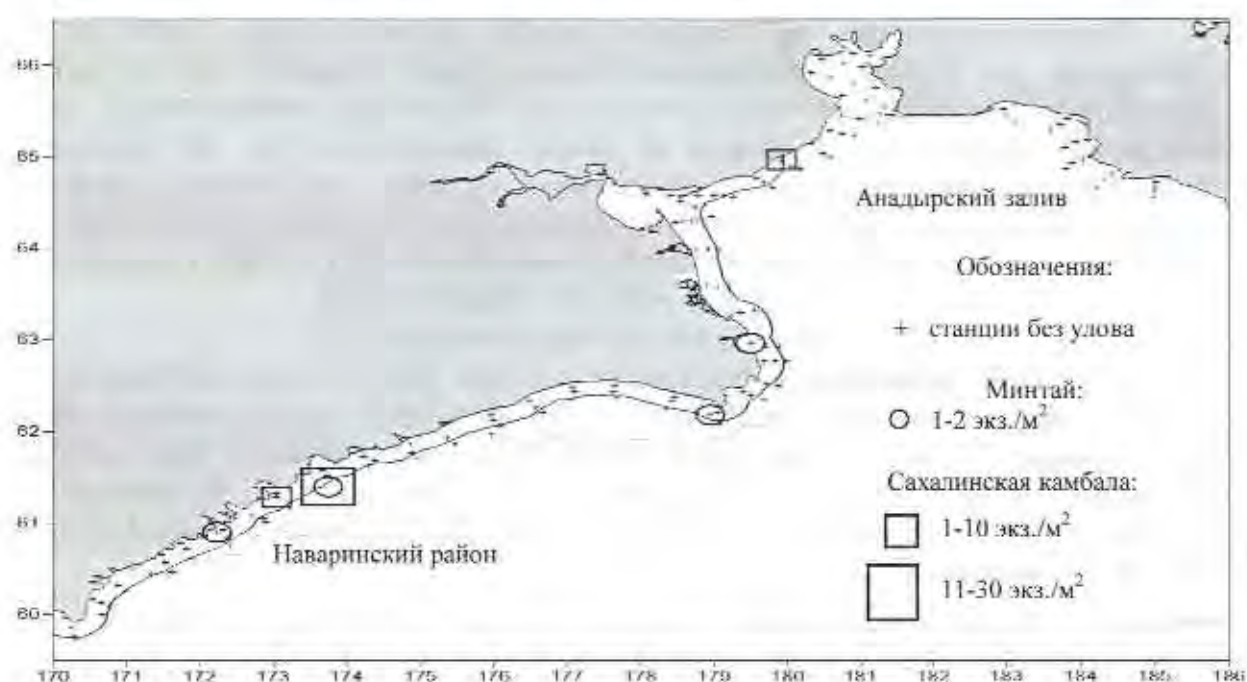 66
65
Анадырский залив
64
Обозначения:
63
+ станции без улова
Минтай:
62
1-2 экз./м²
Сахалинская камбала:
61
1-10 экз./м²
Наваринский район
11-30 экз./м²
60
170 171 172 173 174 175 176 177 178 179 180 181 182 183 184 185 186